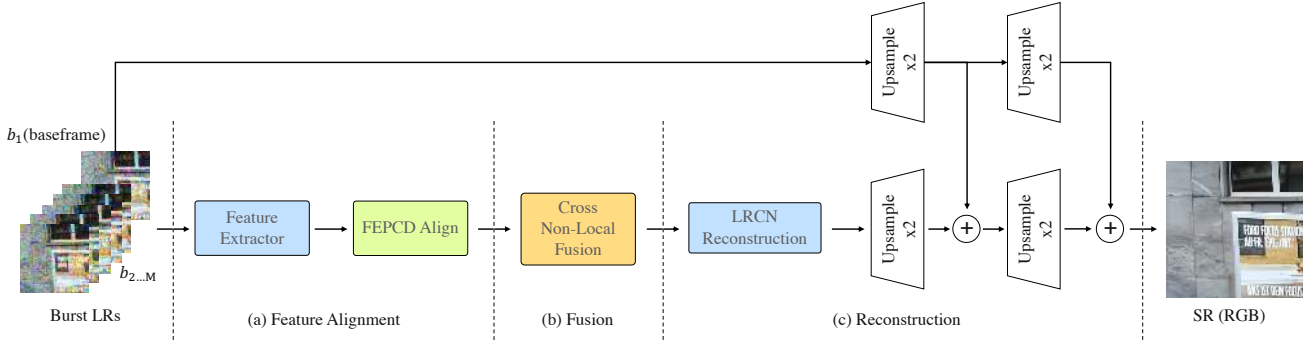 Upsample
x2
Upsample
x2
b₁(baseframe)
Feature
Extractor
FEPCD Align
Cross
Non-Local
Fusion
LRCN
Reconstruction
Upsample
x2
+
Upsample
x2
+
b₂...M
Burst LRs
(a) Feature Alignment
(b) Fusion
(c) Reconstruction
SR (RGB)